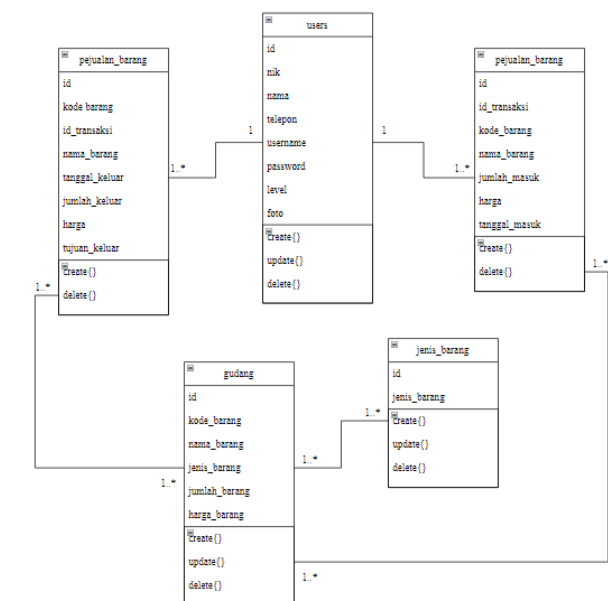 pejualan_barang
id
kode barang
id_transaksi
nama_barang
tanggal_keluar
jumlah_keluar
harga
tujuan_keluar
create{}
delete{}
users
id
nik
nama
telepon
username
password
level
foto
create{}
update{}
delete{}
pejualan_barang
id
id_transaksi
kode_barang
nama_barang
jumlah_masuk
harga
tanggal_masuk
create{}
delete{}
1
1..*
1
1..*
1..*
1..*
gudang
id
kode_barang
nama_barang
jenis_barang
jumlah_barang
harga_barang
create{}
update{}
delete{}
jenis_barang
id
jenis_barang
create{}
update{}
delete{}
1..*
1..*
1..*
1..*